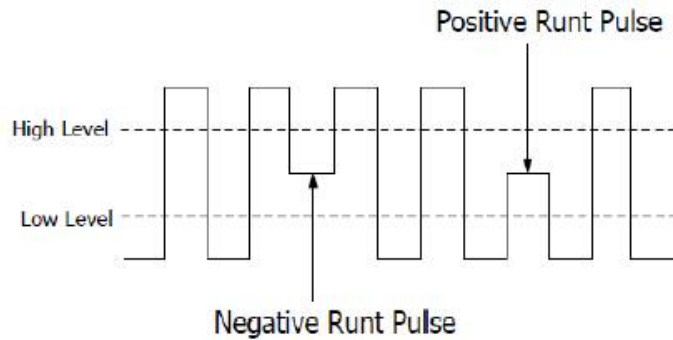 Positive Runt Pulse
High Level
Low Level
Negative Runt Pulse